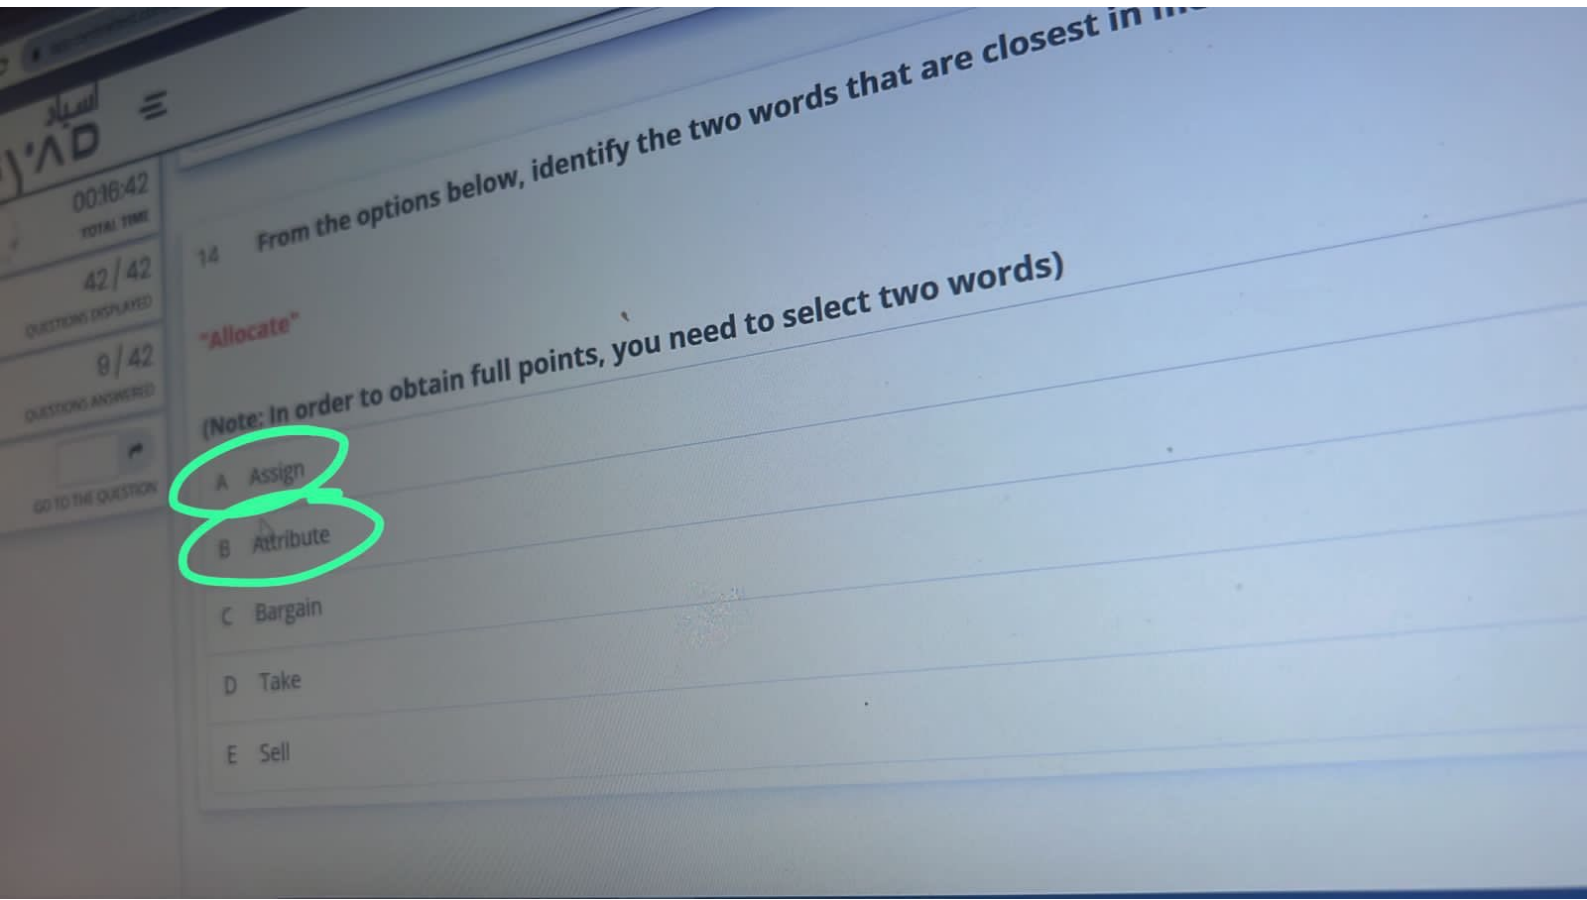 أسياد
00:16:42
TOTAL TIME
42/42
QUESTIONS DISPLAYED
9/42
QUESTIONS ANSWERED
GO TO THE QUESTION
14 From the options below, identify the two words that are closest in
"Allocate"
(Note: In order to obtain full points, you need to select two words)
A Assign
B Attribute
C Bargain
D Take
E Sell